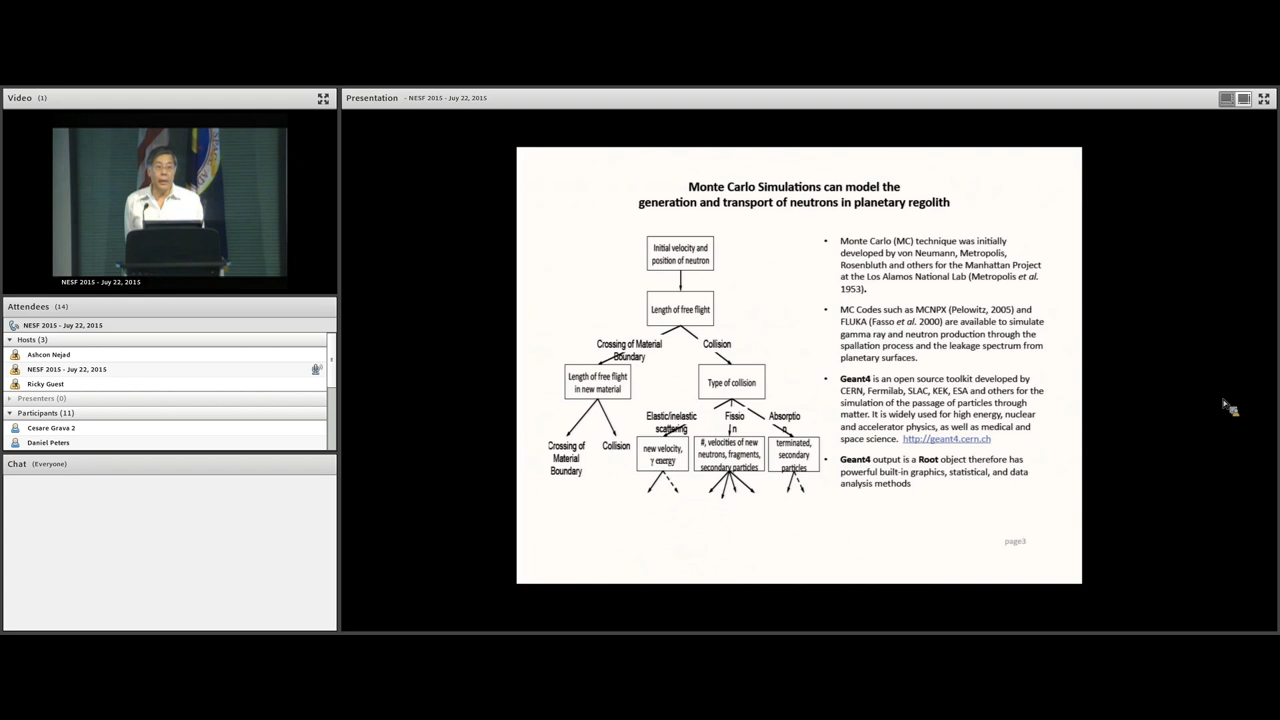 Video (1)
NESF 2015 - Juy 22, 2015
Attendees (14)
NESF 2015 - Juy 22, 2015
Hosts (3)
Ashcon Nejad
NESF 2015 - Juy 22, 2015
Ricky Guest
Presenters (0)
Participants (11)
Cesare Grava 2
Daniel Peters
Chat (Everyone)
Presentation - NESF 2015 - Juy 22, 2015
Monte Carlo Simulations can model the
generation and transport of neutrons in planetary regolith
Initial velocity and
position of neutron
Length of free flight
Crossing of Material
Boundary
Collision
Length of free flight
in new material
Type of collision
Crossing of
Material
Boundary
Collision
Elastic/inelastic
scattering
Fissio
n
Absorptio
n
new velocity,
γ energy
#, velocities of new
neutrons, fragments,
secondary particles
terminated,
secondary
particles
• Monte Carlo (MC) technique was initially
developed by von Neumann, Metropolis,
Rosenbluth and others for the Manhattan Project
at the Los Alamos National Lab (Metropolis et al.
1953).
• MC Codes such as MCNPX (Pelowitz, 2005) and
FLUKA (Fasso et al. 2000) are available to simulate
gamma ray and neutron production through the
spallation process and the leakage spectrum from
planetary surfaces.
• Geant4 is an open source toolkit developed by
CERN, Fermilab, SLAC, KEK, ESA and others for the
simulation of the passage of particles through
matter. It is widely used for high energy, nuclear
and accelerator physics, as well as medical and
space science. http://geant4.cern.ch
• Geant4 output is a Root object therefore has
powerful built-in graphics, statistical, and data
analysis methods
page3